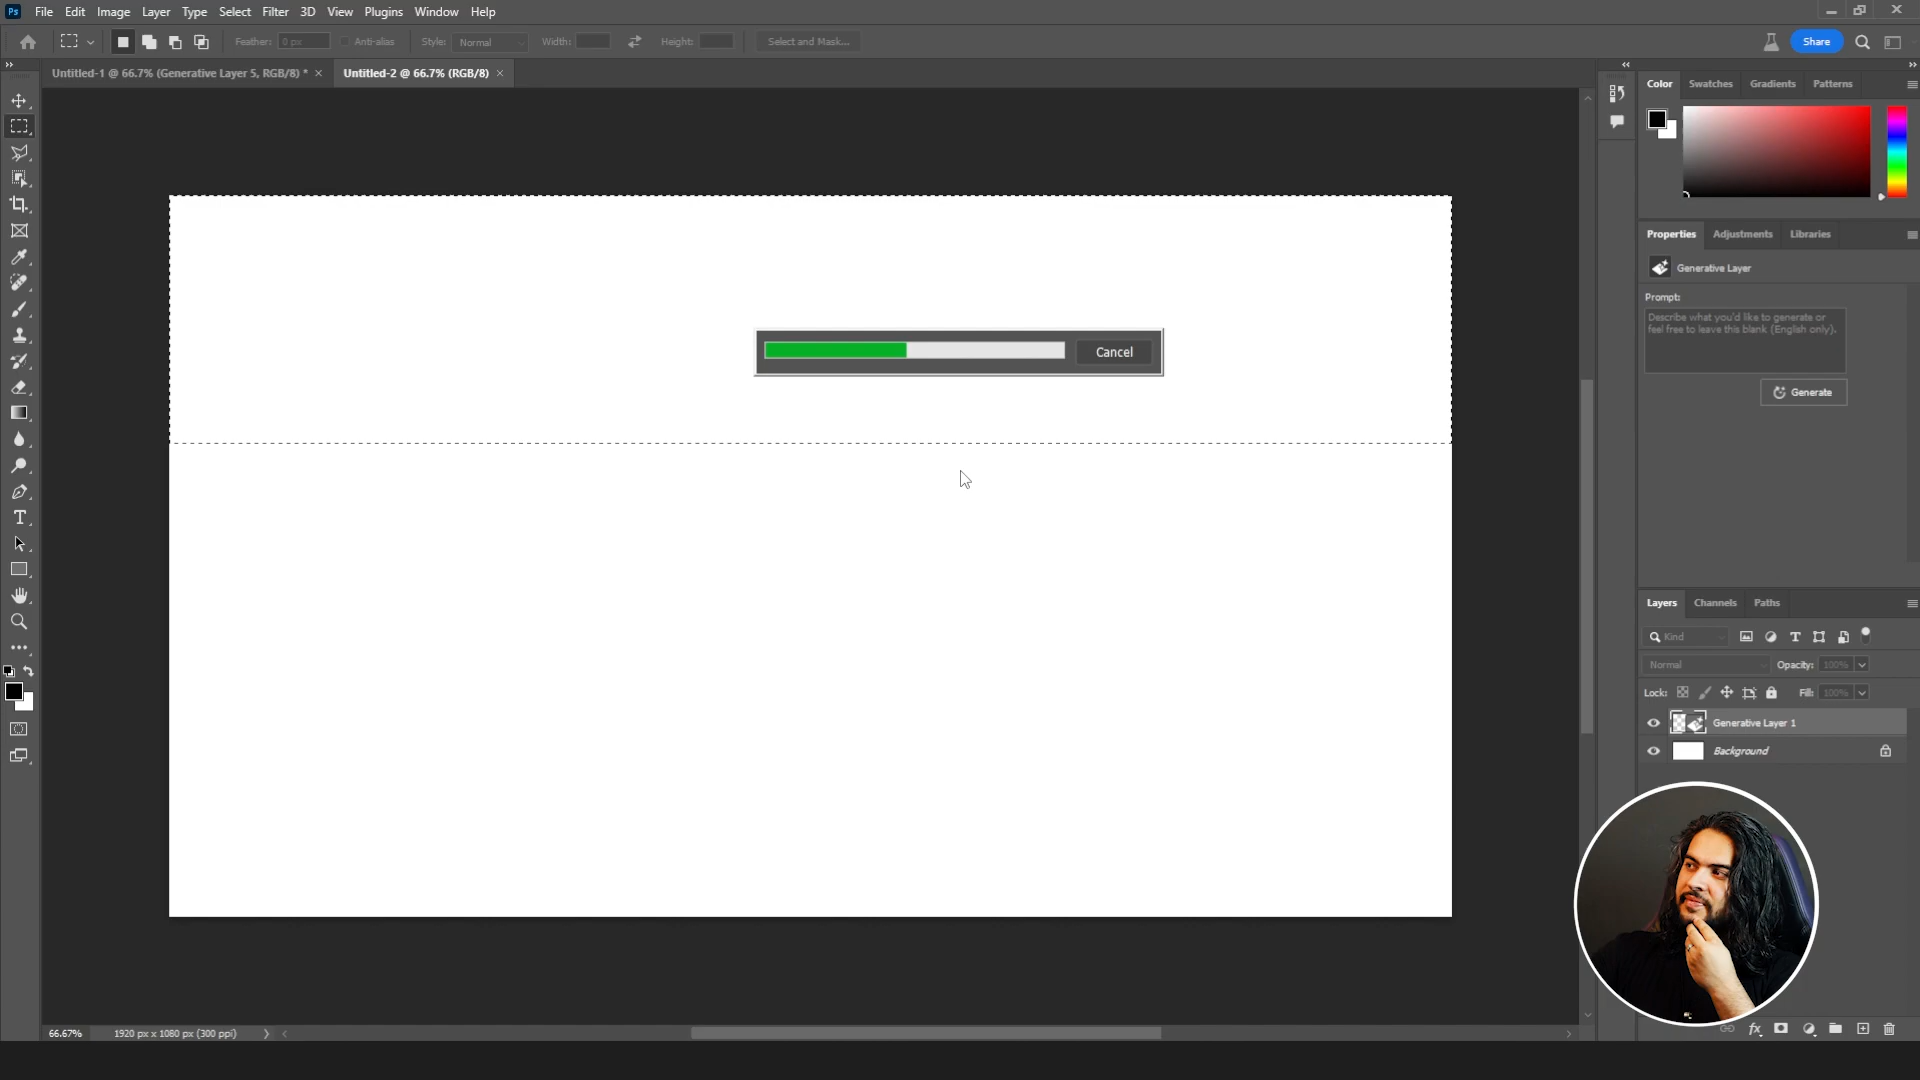 Ps File Edit Image Layer Type Select Filter 3D View Plugins Window Help
Feather: 0 px Anti-alias Style: Normal Width: Height: Select and Mask... Share
Untitled-1 @ 66.7% (Generative Layer 5, RGB/8) * × Untitled-2 @ 66.7% (RGB/8) ×
Color Swatches Gradients Patterns
Properties Adjustments Libraries
Generative Layer
Prompt:
Describe what you'd like to generate or
feel free to leave this blank (English only).
Cancel
Generate
Layers Channels Paths
Kind
Normal Opacity: 100%
Lock: Fill: 100%
Generative Layer 1
Background
66.67% 1920 px x 1080 px (300 ppi)